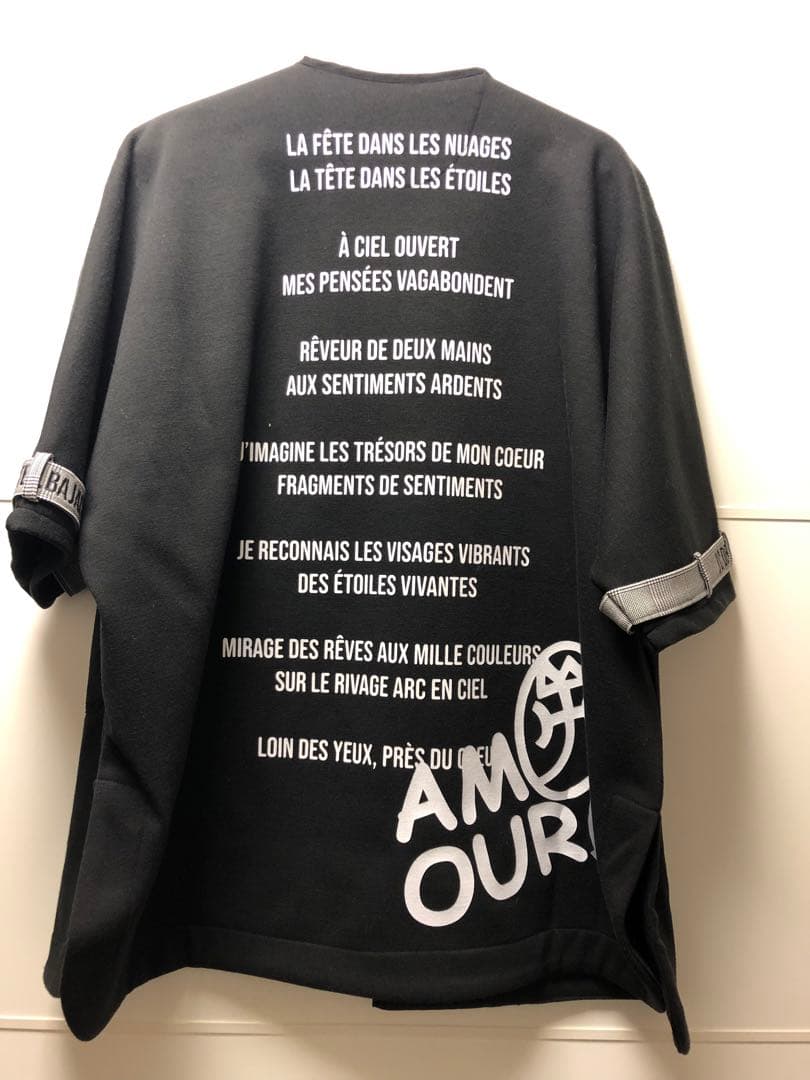 LA FÊTE DANS LES NUAGES
LA TÊTE DANS LES ÉTOILES
À CIEL OUVERT
MES PENSÉES VAGABONDENT
RÊVEUR DE DEUX MAINS
AUX SENTIMENTS ARDENTS
J'IMAGINE LES TRÉSORS DE MON COEUR
FRAGMENTS DE SENTIMENTS
JE RECONNAIS LES VISAGES VIBRANTS
DES ÉTOILES VIVANTES
MIRAGE DES RÊVES AUX MILLE COULEURS
SUR LE RIVAGE ARC EN CIEL
LOIN DES YEUX, PRÈS DU
AM
OUR